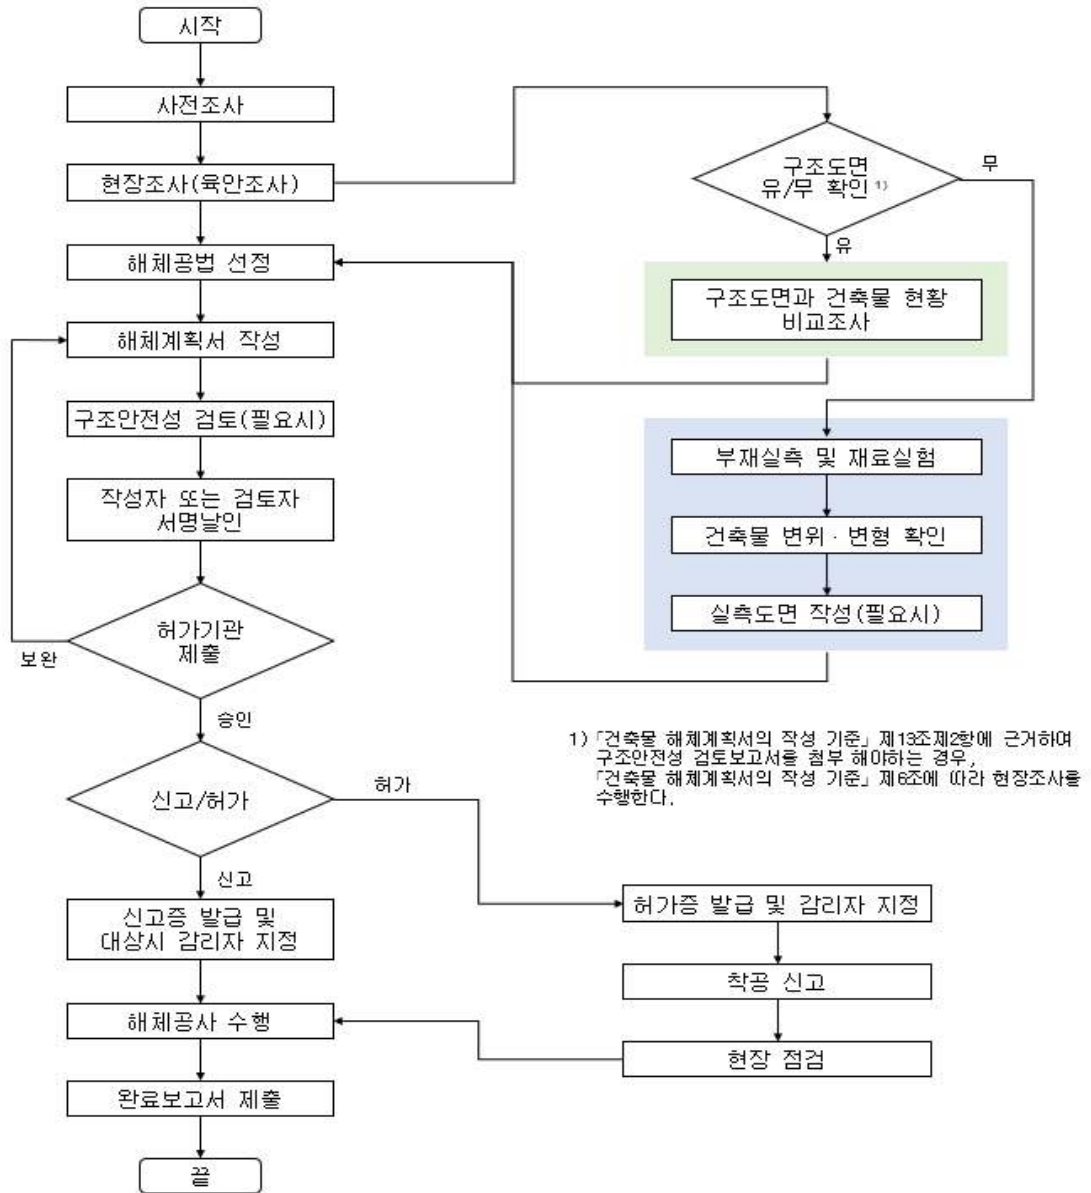 시작
사전조사
현장조사(육안조사)
해체공법 선정
해체계획서 작성
구조안전성 검토(필요시)
작성자 또는 검토자
서명날인
허가기관
제출
보완
승인
신고/허가
허가
신고
신고증 발급 및
대상시 감리자 지정
해체공사 수행
완료보고서 제출
끝
구조도면
유/무 확인 1)
무
유
구조도면과 건축물 현황
비교조사
부재실측 및 재료실험
건축물 변위·변형 확인
실측도면 작성(필요시)
1) 「건축물 해체계획서의 작성 기준」 제13조제2항에 근거하여
구조안전성 검토보고서를 첨부 해야하는 경우,
「건축물 해체계획서의 작성 기준」 제6조에 따라 현장조사을
수행한다.
허가증 발급 및 감리자 지정
착공 신고
현장 점검